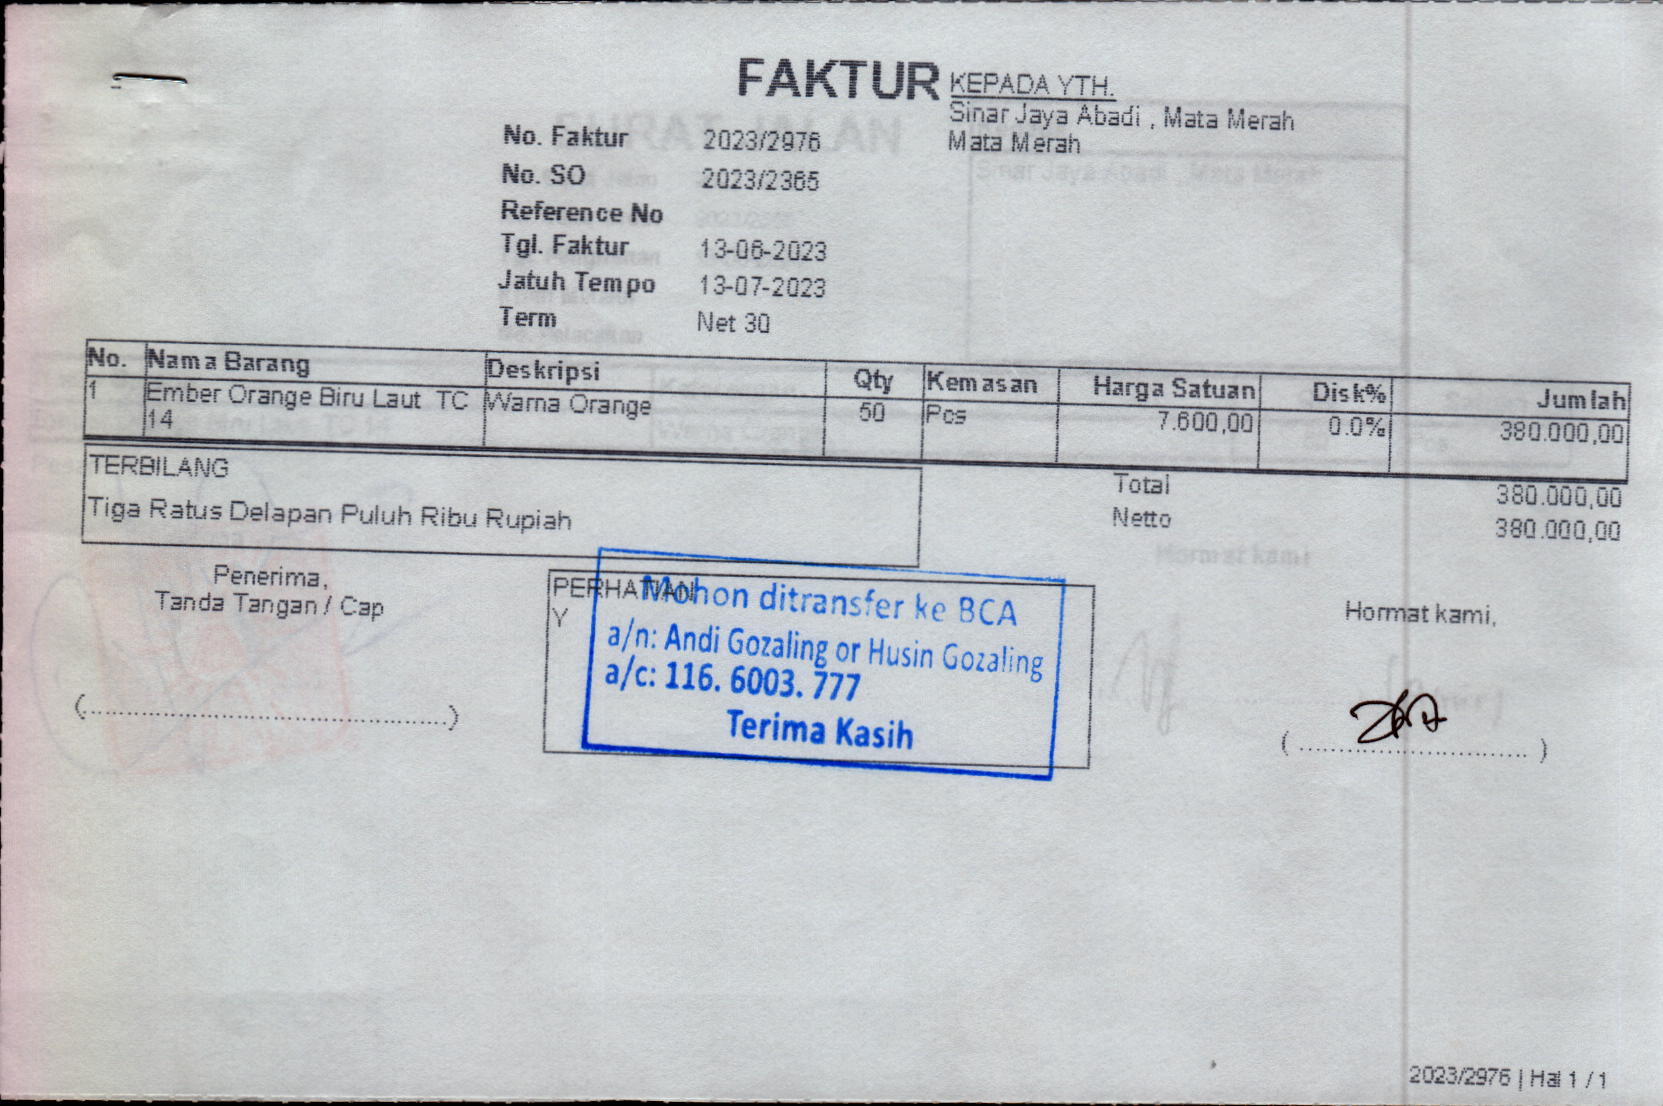 FAKTUR
KEPADA YTH.
Sinar Jaya Abadi , Mata Merah
Mata Merah
No. Faktur 2023/2976
No. SO 2023/2365
Reference No
Tgl. Faktur 13-06-2023
Jatuh Tempo 13-07-2023
Term Net 30
No. Nama Barang Deskripsi Qty Kemasan Harga Satuan Disk% Jumlah
1 Ember Orange Biru Laut TC Warna Orange 50 Pcs 7.600,00 0.0% 380.000,00
14
TERBILANG
Tiga Ratus Delapan Puluh Ribu Rupiah
Total 380.000,00
Netto 380.000,00
Penerima,
Tanda Tangan / Cap
(..............................................)
PERHATIAN
Y
Mohon ditransfer ke BCA
a/n: Andi Gozaling or Husin Gozaling
a/c: 116. 6003. 777
Terima Kasih
Hormat kami,
( ............................. )
2023/2976 | Hal 1 / 1